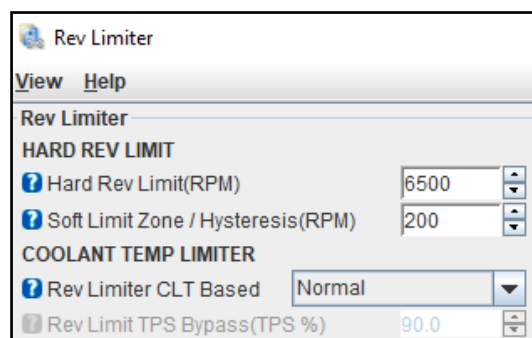 Rev Limiter
View Help
Rev Limiter
HARD REV LIMIT
Hard Rev Limit(RPM) 6500
Soft Limit Zone / Hysteresis(RPM) 200
COOLANT TEMP LIMITER
Rev Limiter CLT Based Normal
Rev Limit TPS Bypass(TPS %) 90.0